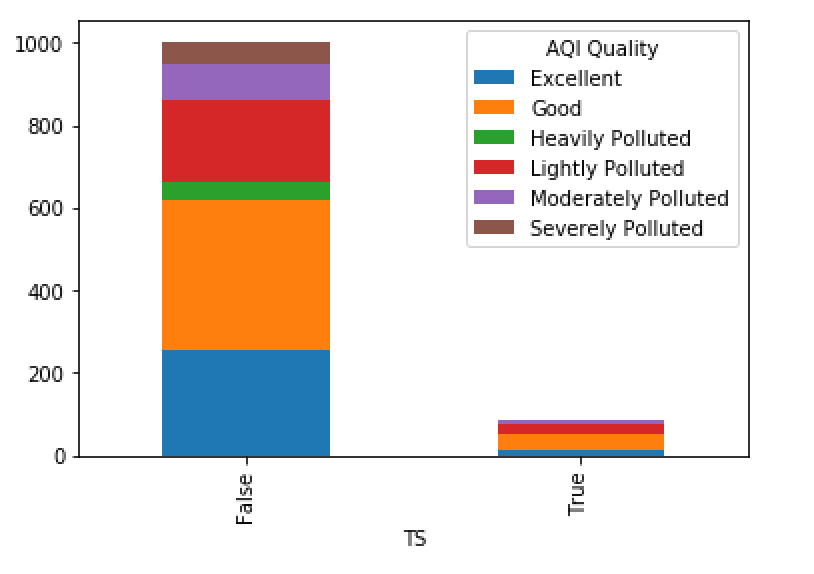 1000
800
600
400
200
0
AQI Quality
Excellent
Good
Heavily Polluted
Lightly Polluted
Moderately Polluted
Severely Polluted
False
True
TS